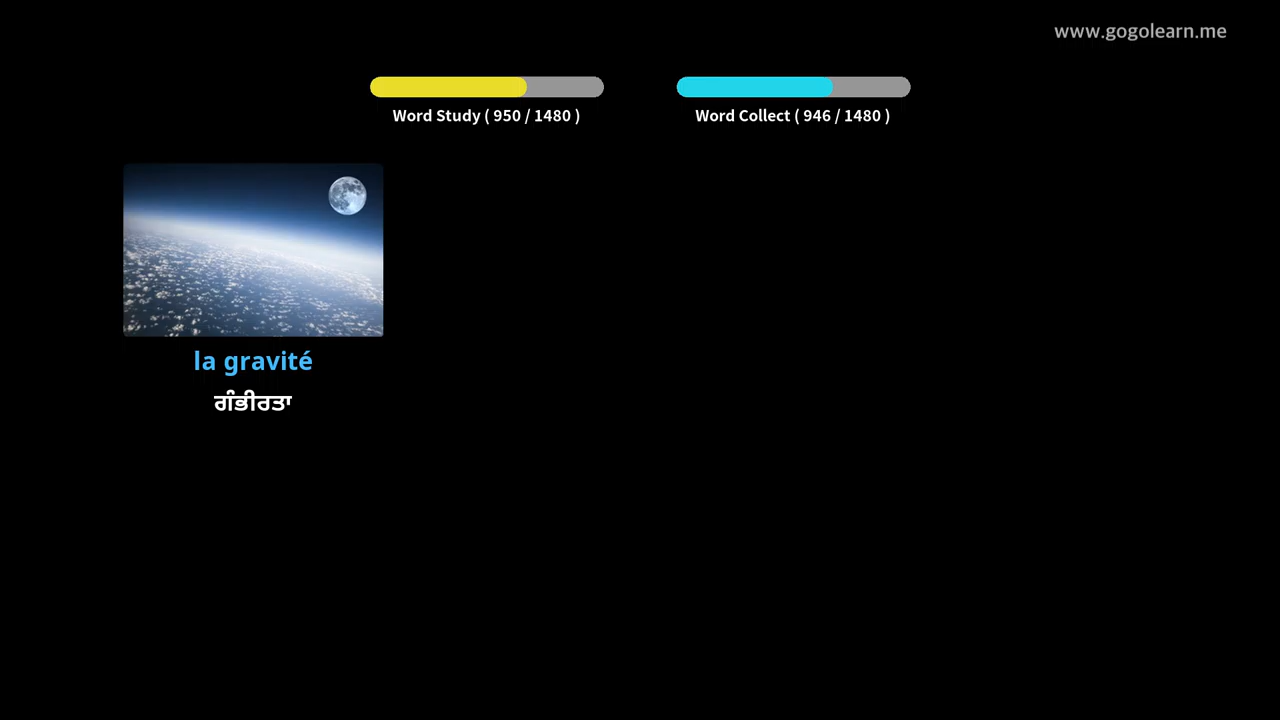 www.gogolearn.me
Word Study ( 950 / 1480 )
Word Collect ( 946 / 1480 )
la gravité
ਗੰਭੀਰਤਾ